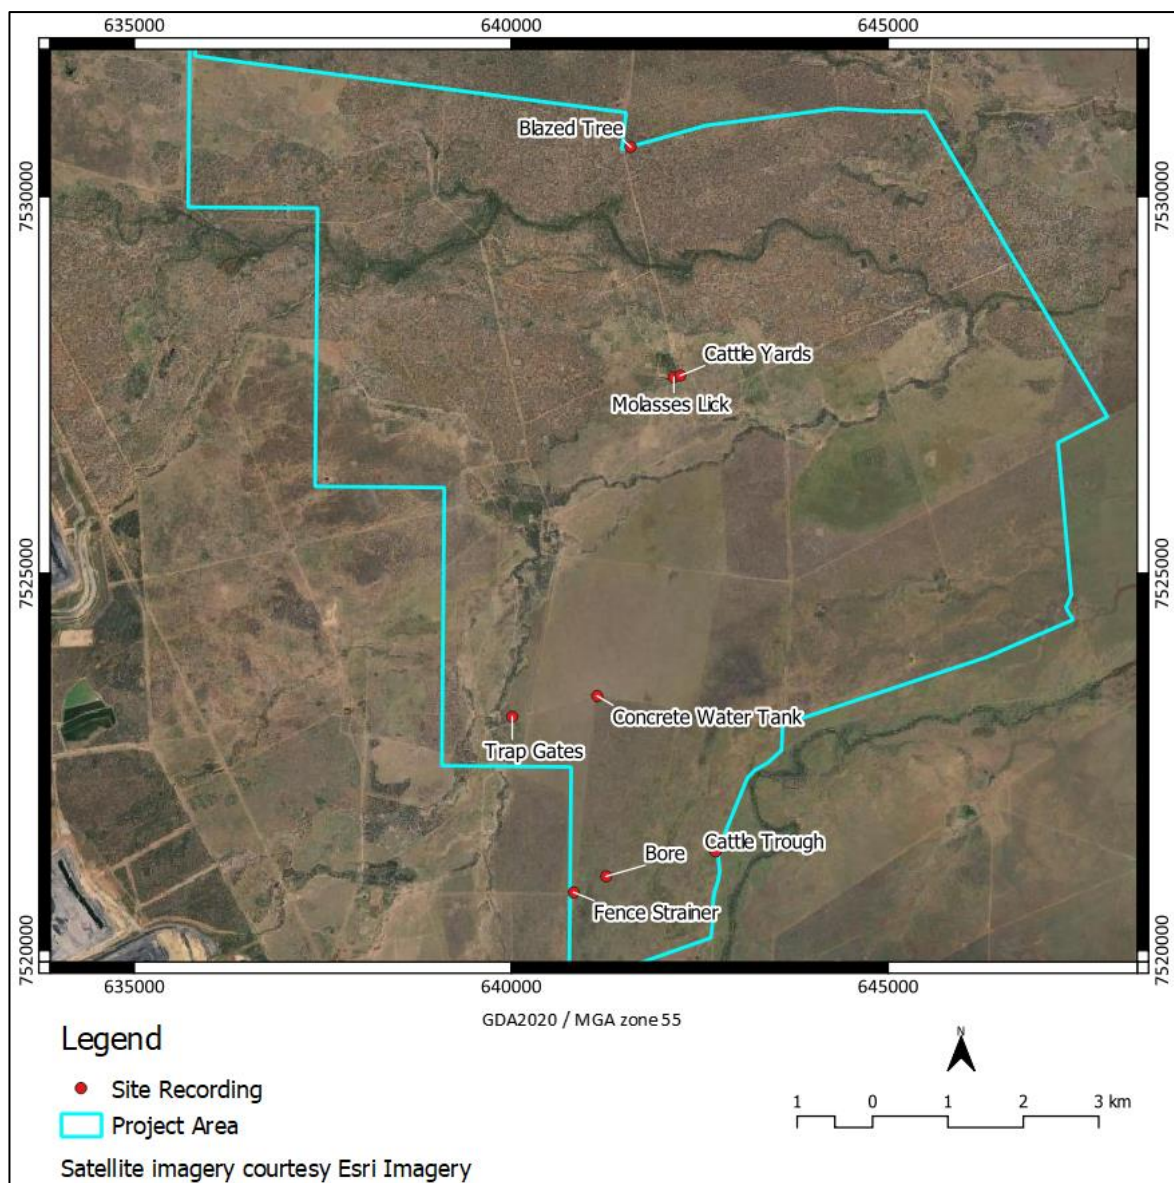 635000 640000 645000
Blazed Tree
7530000 7530000
Cattle Yards
Molasses Lick
7525000 7525000
Concrete Water Tank
Trap Gates
Cattle Trough
Bore
Fence Strainer
7520000 7520000
635000 640000 645000
GDA2020 / MGA zone 55
Legend
N
Site Recording
1 0 1 2 3 km
Project Area
Satellite imagery courtesy Esri Imagery